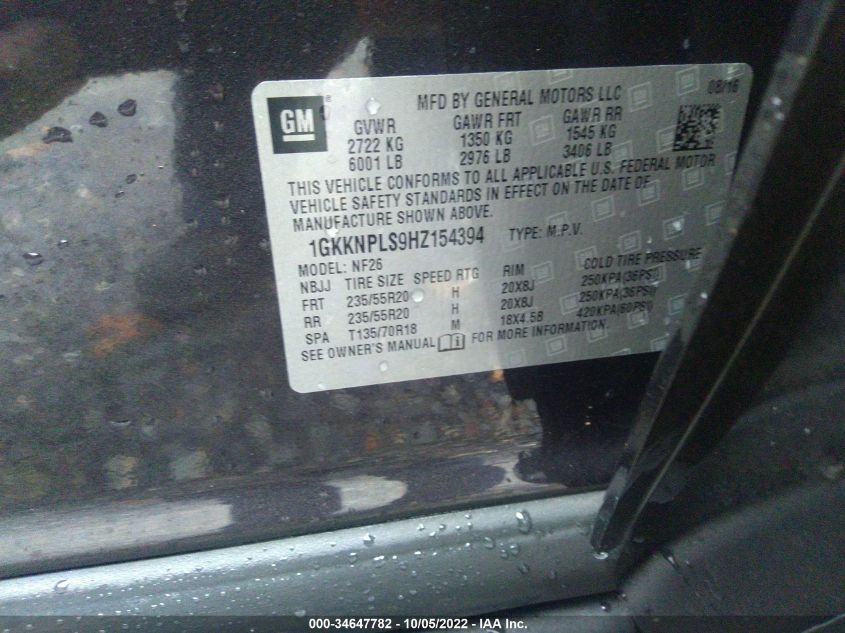 GM
®
MFD BY GENERAL MOTORS LLC 08/16
GVWR GAWR FRT GAWR RR
2722 KG 1350 KG 1545 KG
6001 LB 2976 LB 3406 LB
THIS VEHICLE CONFORMS TO ALL APPLICABLE U.S. FEDERAL MOTOR
VEHICLE SAFETY STANDARDS IN EFFECT ON THE DATE OF
MANUFACTURE SHOWN ABOVE.
1GKKNPLS9HZ154394 TYPE: M.P.V.
MODEL: NF26
NBJJ TIRE SIZE SPEED RTG RIM COLD TIRE PRESSURE
FRT 235/55R20 H 20X8J 250KPA(36PSI)
RR 235/55R20 H 20X8J 250KPA(36PSI)
SPA T135/70R18 M 18X4.5B 420KPA(60PSI)
SEE OWNER'S MANUAL FOR MORE INFORMATION.
000-34647782 - 10/05/2022 - IAA Inc.